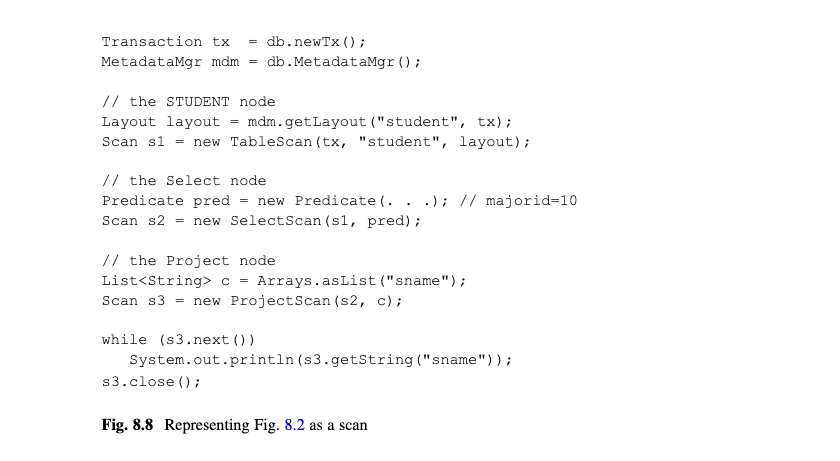 Transaction tx  = db.newTx();
MetadataMgr mdm = db.MetadataMgr();
// the STUDENT node
Layout layout = mdm.getLayout("student", tx);
Scan s1 = new TableScan(tx, "student", layout);
// the Select node
Predicate pred = new Predicate(. . .); // majorid=10
Scan s2 = new SelectScan(s1, pred);
// the Project node
List<String> c = Arrays.asList("sname");
Scan s3 = new ProjectScan(s2, c);
while (s3.next())
   System.out.println(s3.getString("sname"));
s3.close();
Fig. 8.8 Representing Fig. 8.2 as a scan